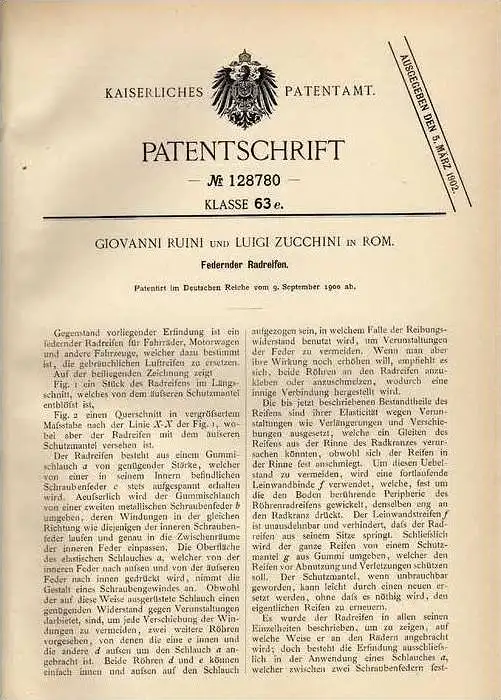 KAISERLICHES PATENTAMT.
AUSGEGEBEN DEN 5. MÄRZ 1902.
PATENTSCHRIFT
— № 128780 —
KLASSE 63 e.
GIOVANNI RUINI UND LUIGI ZUCCHINI IN ROM.
Federnder Radreifen.
Patentirt im Deutschen Reiche vom 9. September 1900 ab.
Gegenstand vorliegender Erfindung ist ein
federnder Radreifen für Fahrräder, Motorwagen
und andere Fahrzeuge, welcher dazu bestimmt
ist, die gebräuchlichen Luftreifen zu ersetzen.
Auf der beiliegenden Zeichnung zeigt
Fig. 1 ein Stück des Radreifens im Längs-
schnitt, welches von dem äufseren Schutzmantel
entblöfst ist,
Fig. 2 einen Querschnitt in vergröfsertem
Mafsstabe nach der Linie X-X der Fig. 1, wo-
bei aber der Radreifen mit dem äufseren
Schutzmantel versehen ist.
Der Radreifen besteht aus einem Gummi-
schlauch a von genügender Stärke, welcher
von einer in seinem Innern befindlichen
Schraubenfeder c stets aufgespannt erhalten
wird. Aeufserlich wird der Gummischlauch
von einer zweiten metallischen Schraubenfeder b
umgeben, deren Windungen in der gleichen
Richtung wie diejenigen der inneren Schrauben-
feder laufen und genau in die Zwischenräume
der inneren Feder einpassen. Die Oberfläche
des elastischen Schlauches a, welcher von der
inneren Feder nach aufsen und von der äufseren
Feder nach innen gedrückt wird, nimmt die
Gestalt eines Schraubengewindes an. Obwohl
der auf diese Weise ausgerüstete Schlauch einen
genügenden Widerstand gegen Verunstaltungen
darbietet, sind, um jede Verschiebung der Win-
dungen zu vermeiden, zwei weitere Röhren
vorgesehen, von denen die eine e innen und
die andere d aufsen um den Schlauch a an-
gebracht ist. Beide Röhren d und e können
einfach innen und aufsen auf den Schlauch
aufgezogen sein, in welchem Falle der Reibungs-
widerstand benutzt wird, um Verunstaltungen
der Feder zu vermeiden. Wenn man aber
ihre Wirkung noch erhöhen will, empfiehlt es
sich, beide Röhren an den Radreifen anzu-
kleben oder anzuschmelzen, wodurch eine
innige Verbindung hergestellt wird.
Die bis jetzt beschriebenen Bestandtheile des
Reifens sind ihrer Elasticität wegen Verun-
staltungen wie Verlängerungen und Verschie-
bungen ausgesetzt, welche ein Gleiten des
Reifens aus der Rinne des Radkranzes verur-
sachen könnten, obwohl sich der Reifen in
der Rinne fest anschmiegt. Um diesen Uebel-
stand zu vermeiden, wird eine fortlaufende
Leinwandbinde f verwendet, welche, fest um
die den Boden berührende Peripherie des
Röhrenradreifens gewickelt, denselben eng an
den Radkranz drückt. Der Leinwandstreifen f
ist unausdehnbar und verhindert, dafs der Rad-
reifen aus seinem Sitze springt. Schliefslich
wird der ganze Reifen von einem Schutz-
mantel g aus Gummi umgeben, welcher den
Reifen vor Abnutzung und Verletzungen schützen
soll. Der Schutzmantel, wenn unbrauchbar
geworden, kann leicht durch einen neuen er-
setzt werden, ohne dafs es nöthig wird, den
eigentlichen Reifen zu erneuern.
Es wurde der Radreifen in allen seinen
Einzelheiten beschrieben, um zu zeigen, auf
welche Weise er an den Rädern angebracht
wird; doch besteht die Erfindung ausschliefs-
lich in der Anwendung eines Schlauches a,
welcher zwischen zwei Schraubenfedern fest-